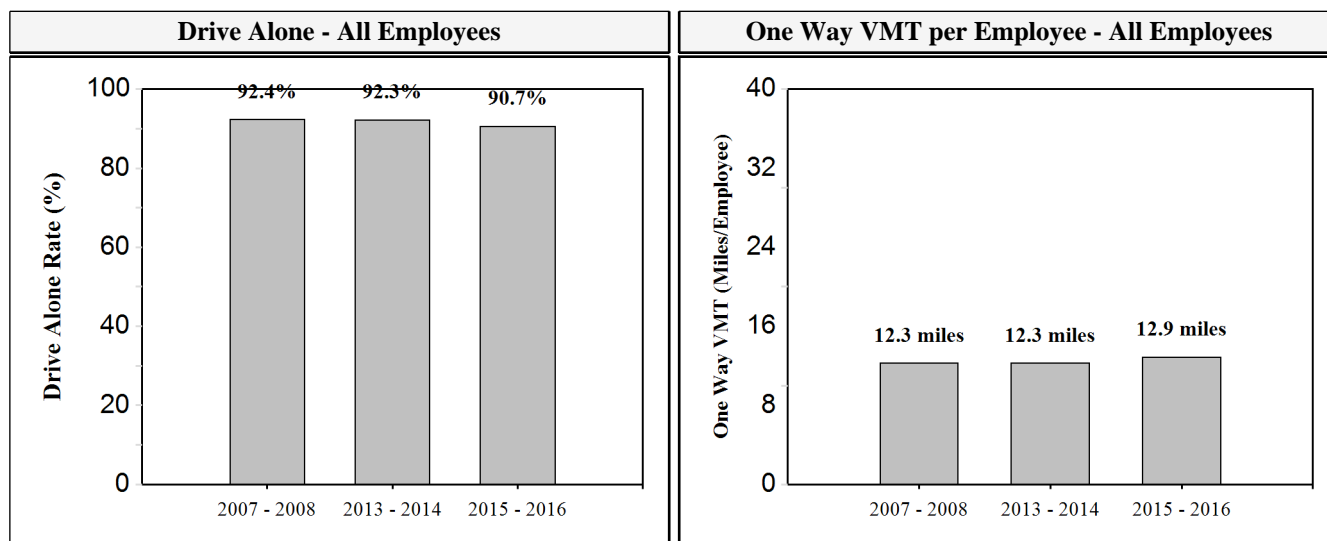 Drive Alone - All Employees
Drive Alone Rate (%)
100
80
60
40
20
0
92.4% 92.3% 90.7%
2007 - 2008 2013 - 2014 2015 - 2016
One Way VMT per Employee - All Employees
One Way VMT (Miles/Employee)
40
32
24
16
8
0
12.3 miles 12.3 miles 12.9 miles
2007 - 2008 2013 - 2014 2015 - 2016